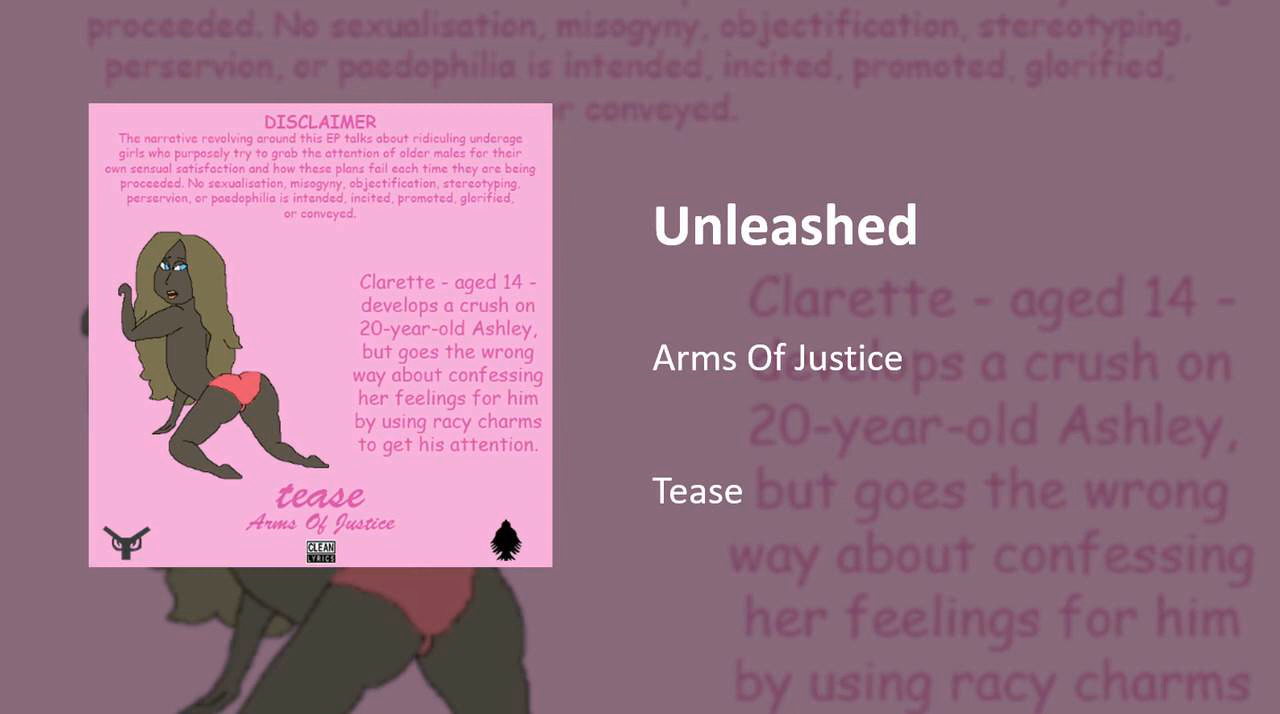 proceeded. No sexualisation, misogyny, objectification, stereotyping,
perservion, or paedophilia is intended, incited, promoted, glorified,
or conveyed.
DISCLAIMER
The narrative revolving around this EP talks about ridiculing underage
girls who purposely try to grab the attention of older males for their
own sensual satisfaction and how these plans fail each time they are being
proceeded. No sexualisation, misogyny, objectification, stereotyping,
perservion, or paedophilia is intended, incited, promoted, glorified,
or conveyed.
Clarette - aged 14 -
develops a crush on
20-year-old Ashley,
but goes the wrong
way about confessing
her feelings for him
by using racy charms
to get his attention.
tease
Arms Of Justice
CLEAN
LYRICS
Unleashed
Arms Of Justice
Tease
Clarette - aged 14 -
develops a crush on
20-year-old Ashley,
but goes the wrong
way about confessing
her feelings for him
by using racy charms